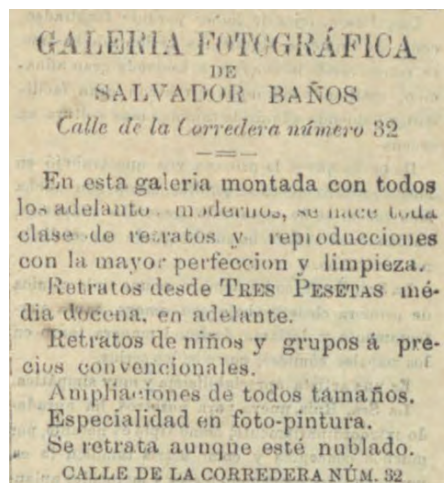 GALERIA FOTOGRÁFICA
DE
SALVADOR BAÑOS
Calle de la Corredera número 32
En esta galeria montada con todos
los adelanto modernos, se hace toda
clase de retratos y reproducciones
con la mayor perfeccion y limpieza.
Retratos desde TRES PESETAS mé-
dia docena, en adelante.
Retratos de niños y grupos á pre-
cios convencionales.
Ampliaciones de todos tamaños.
Especialidad en foto-pintura.
Se retrata aunque esté nublado.
CALLE DE LA CORREDERA NÚM. 32